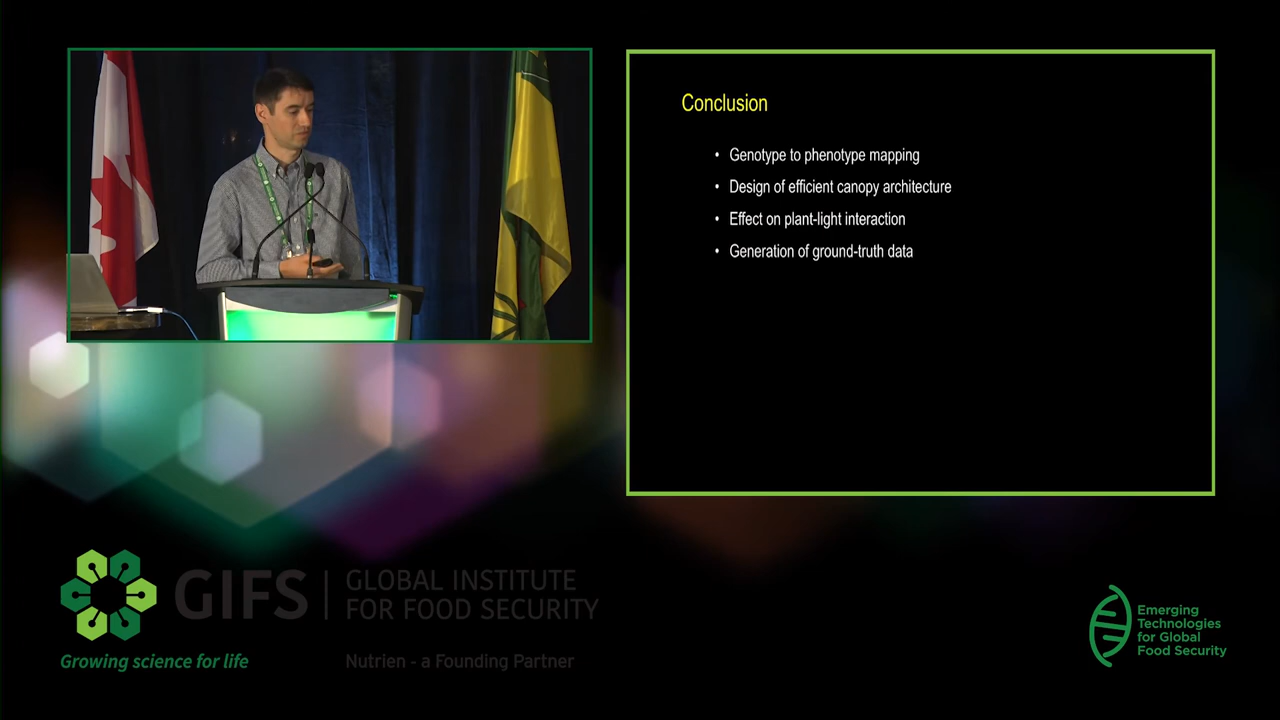 Conclusion
• Genotype to phenotype mapping
• Design of efficient canopy architecture
• Effect on plant-light interaction
• Generation of ground-truth data
GIFS
GLOBAL INSTITUTE
FOR FOOD SECURITY
Growing science for life
Nutrien - a Founding Partner
Emerging
Technologies
for Global
Food Security